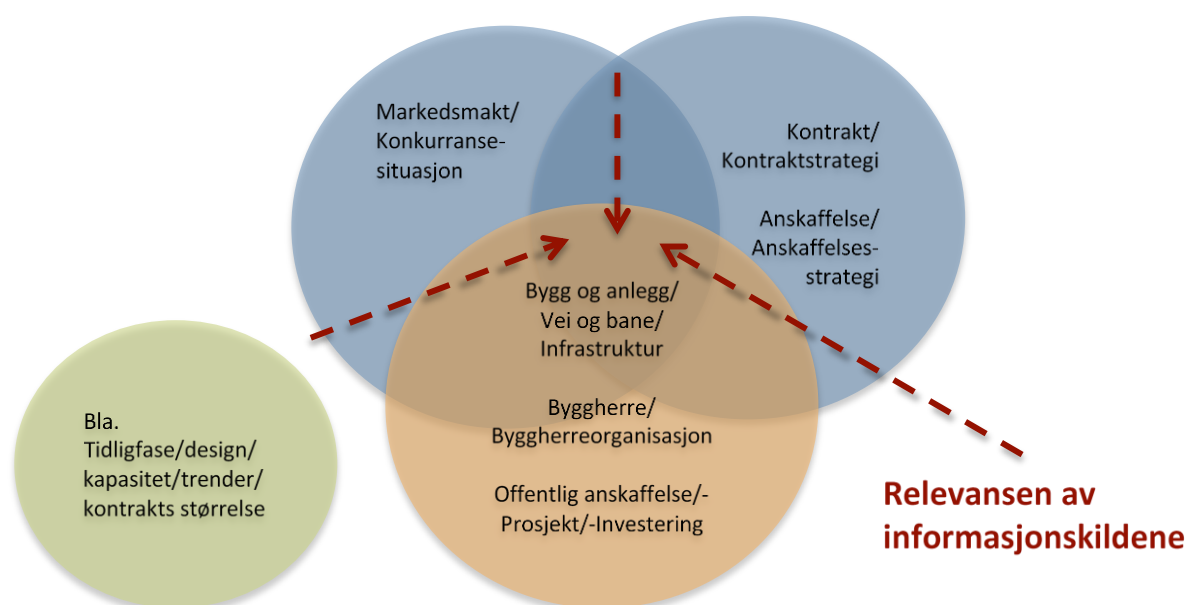 Markedsmakt/
Konkurranse-
situasjon
Kontrakt/
Kontraktstrategi
Anskaffelse/
Anskaffelses-
strategi
Bygg og anlegg/
Vei og bane/
Infrastruktur
Byggherre/
Byggherreorganisasjon
Offentlig anskaffelse/-
Prosjekt/-Investering
Bla.
Tidligfase/design/
kapasitet/trender/
kontrakts størrelse
Relevansen av
informasjonskildene